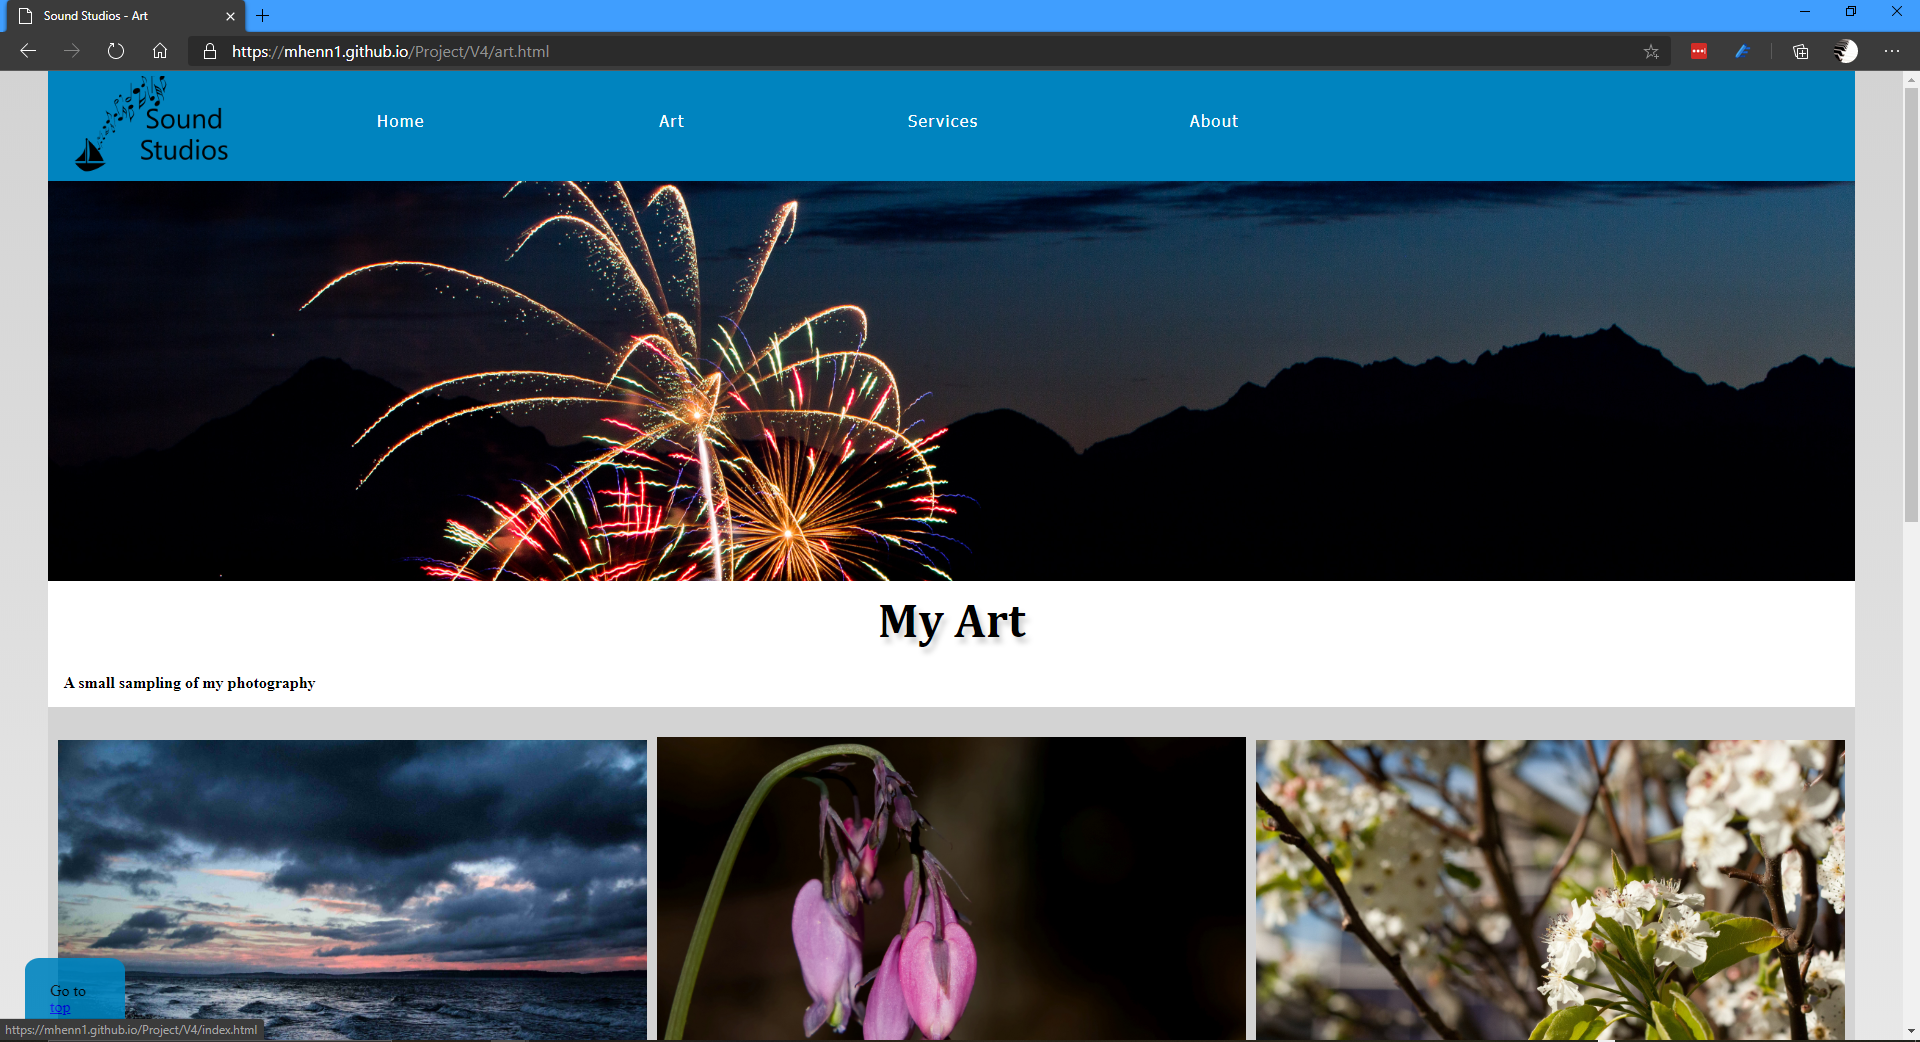 Sound Studios - Art
https://mhenn1.github.io/Project/V4/art.html
Sound
Studios
Home Art Services About
My Art
A small sampling of my photography
Go to
top
https://mhenn1.github.io/Project/V4/index.html